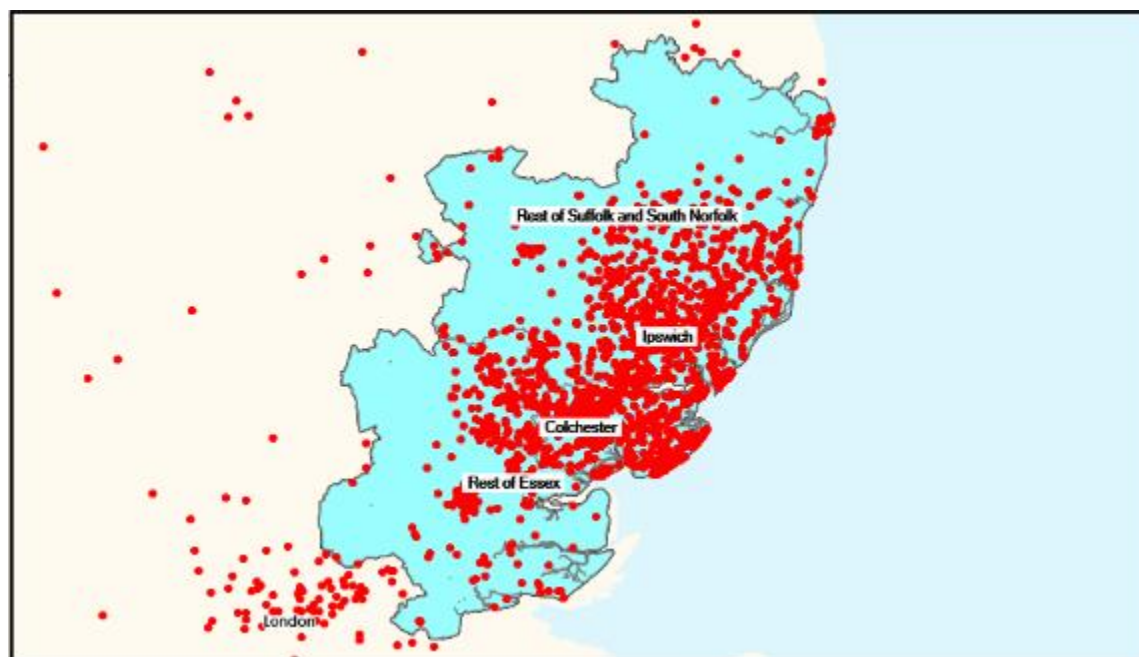 Rest of Suffolk and South Norfolk
Ipswich
Colchester
Rest of Essex
London